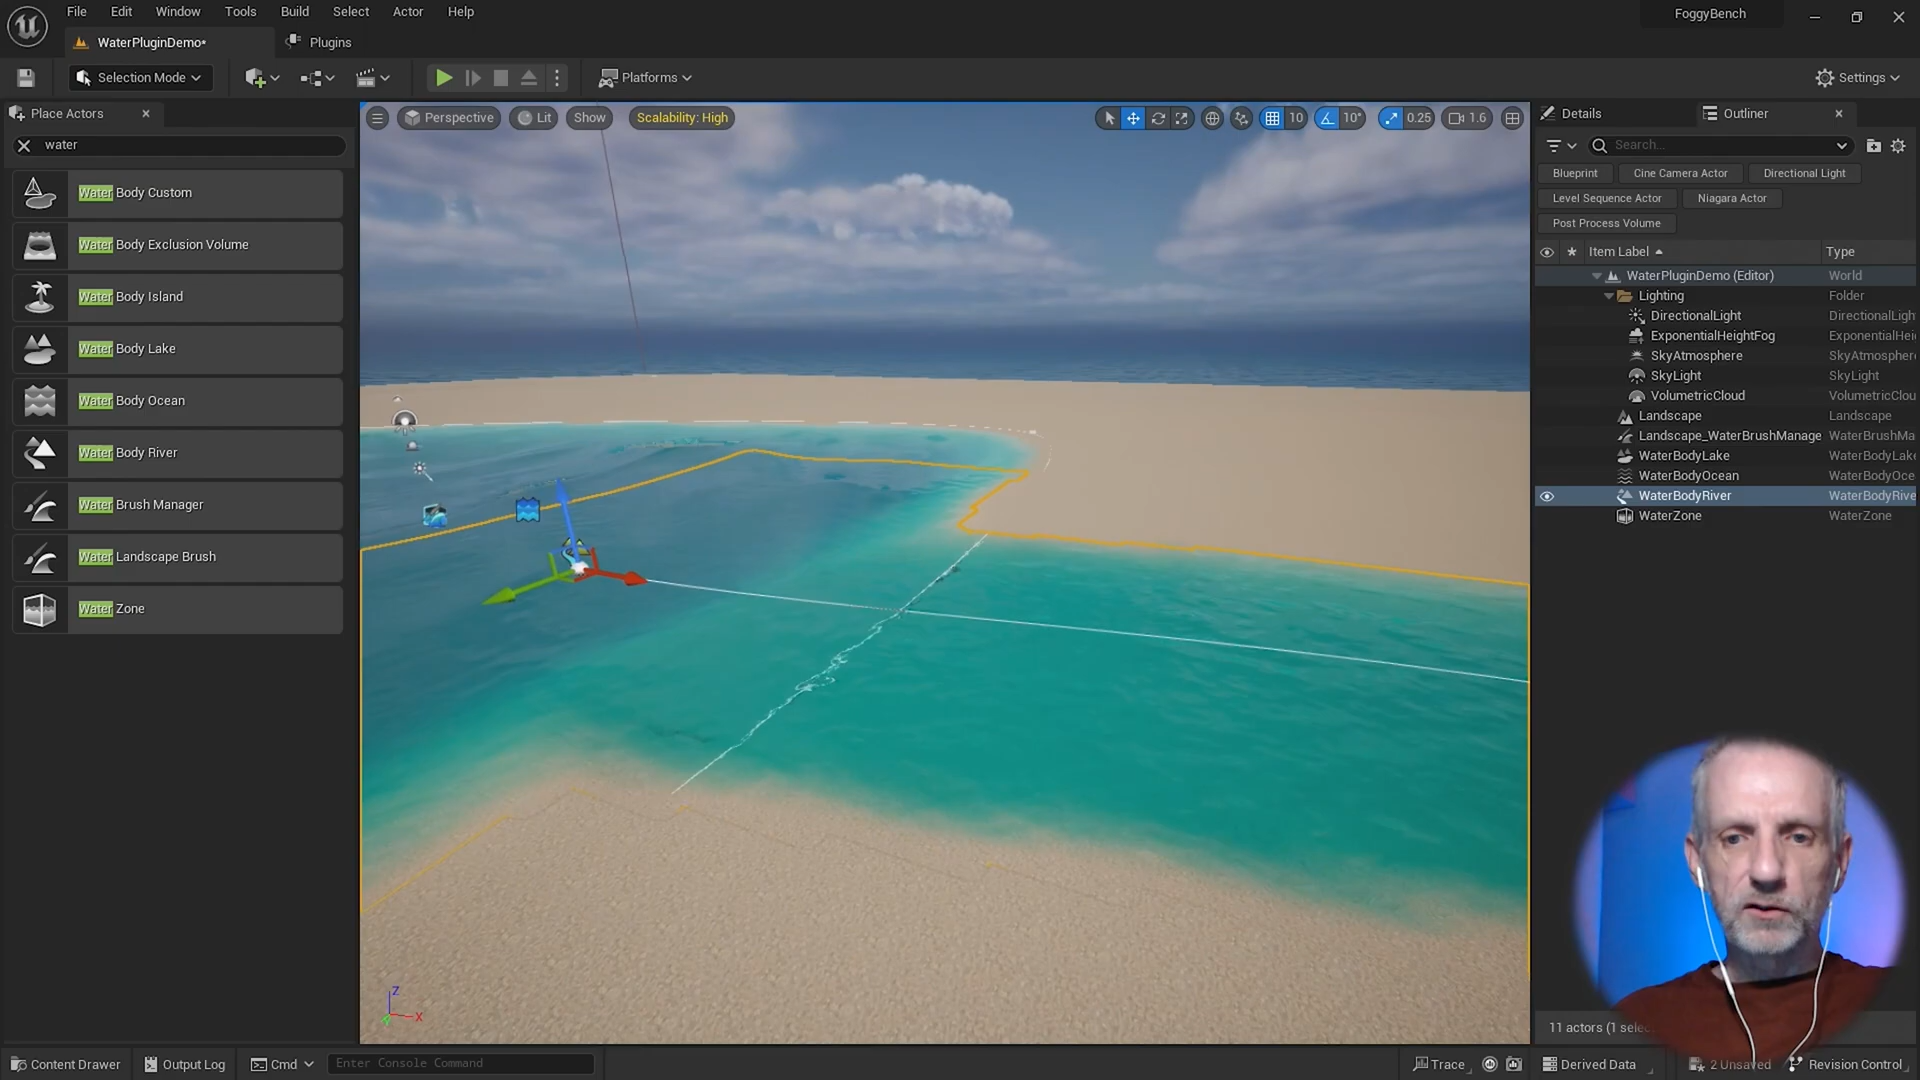 File Edit Window Tools Build Select Actor Help
FoggyBench
WaterPluginDemo*
Plugins
Selection Mode
Platforms
Settings
Place Actors
water
Water Body Custom
Water Body Exclusion Volume
Water Body Island
Water Body Lake
Water Body Ocean
Water Body River
Water Brush Manager
Water Landscape Brush
Water Zone
Perspective
Lit
Show
Scalability: High
10
10°
0.25
1.6
Z
X
Details
Outliner
Search...
Blueprint
Cine Camera Actor
Directional Light
Level Sequence Actor
Niagara Actor
Post Process Volume
Item Label
Type
WaterPluginDemo (Editor) World
Lighting Folder
DirectionalLight DirectionalLigh
ExponentialHeightFog ExponentialHei
SkyAtmosphere SkyAtmospher
SkyLight SkyLight
VolumetricCloud VolumetricClou
Landscape Landscape
Landscape_WaterBrushManage WaterBrushMa
WaterBodyLake WaterBodyLake
WaterBodyOcean WaterBodyOce
WaterBodyRiver WaterBodyRive
WaterZone WaterZone
11 actors (1 selec
Content Drawer
Output Log
Cmd
Enter Console Command
Trace
Derived Data
2 Unsaved
Revision Control